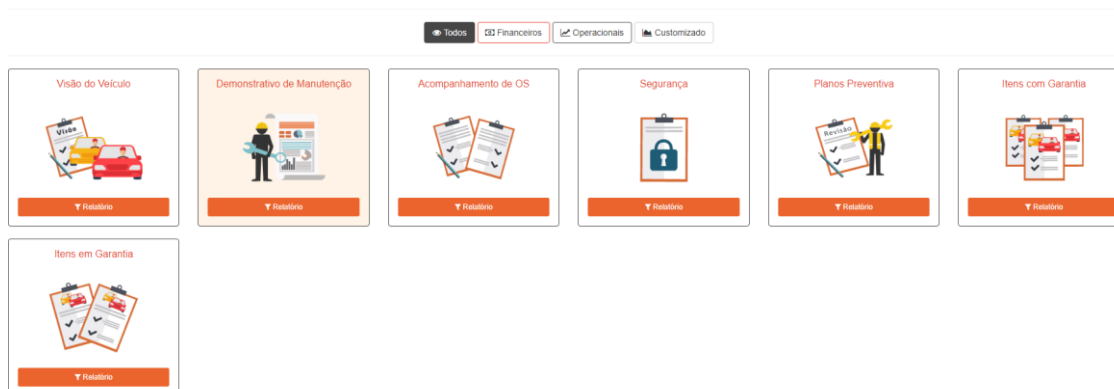 Todos
Financeiros
Operacionais
Customizado
Visão do Veículo
Demonstrativo de Manutenção
Acompanhamento de OS
Segurança
Planos Preventiva
Itens com Garantia
Visão
Revisão
Relatório
Relatório
Relatório
Relatório
Relatório
Relatório
Itens em Garantia
Relatório